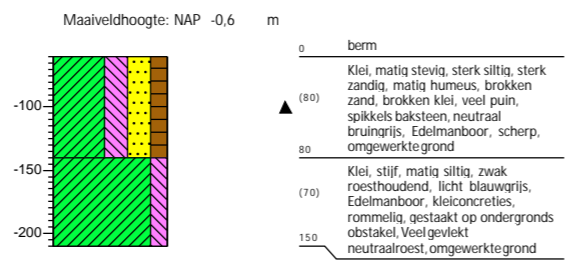 Maaiveldhoogte: NAP -0,6 m
0 berm
Klei, matig stevig, sterk siltig, sterk
zandig, matig humeus, brokken
-100 (80) zand, brokken klei, veel puin,
spikkels baksteen, neutraal
bruingrijs, Edelmanboor, scherp,
80 omgewerkte grond
-150 Klei, stijf, matig siltig, zwak
(70) roesthoudend, licht blauwgrijs,
Edelmanboor, kleiconcreties,
rommelig, gestaakt op ondergronds
-200 150 obstakel, Veel gevlekt
neutraalroest, omgewerkte grond